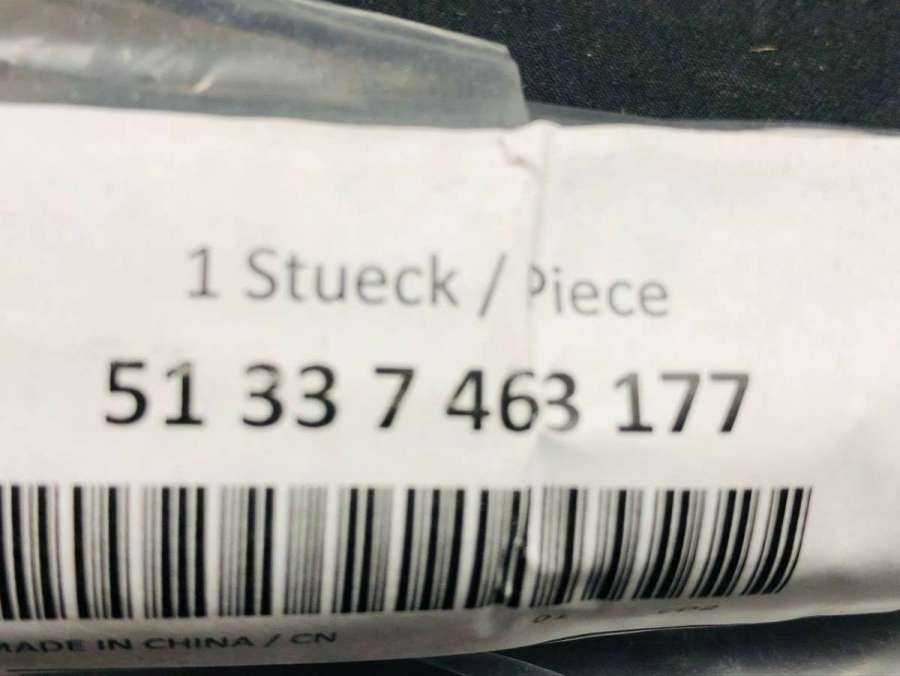 1 Stueck / Piece
51 33 7 463 177
MADE IN CHINA / CN